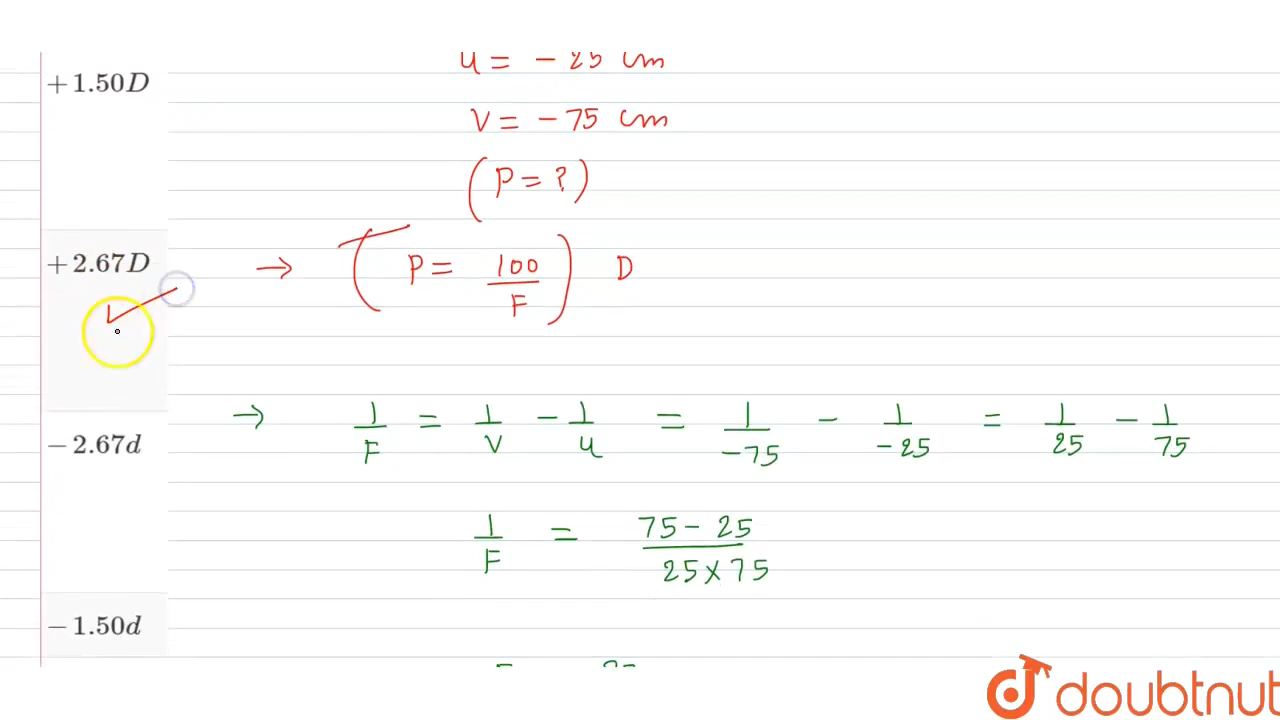 u = - 25 cm
+1.50D
v = - 75 cm
(P = ?)
+2.67D
→ (P = 100/F) D
→ 1/F = 1/v - 1/u = 1/-75 - 1/-25 = 1/25 - 1/75
-2.67d
1/F = 75 - 25/25×75
-1.50d
doubtnut